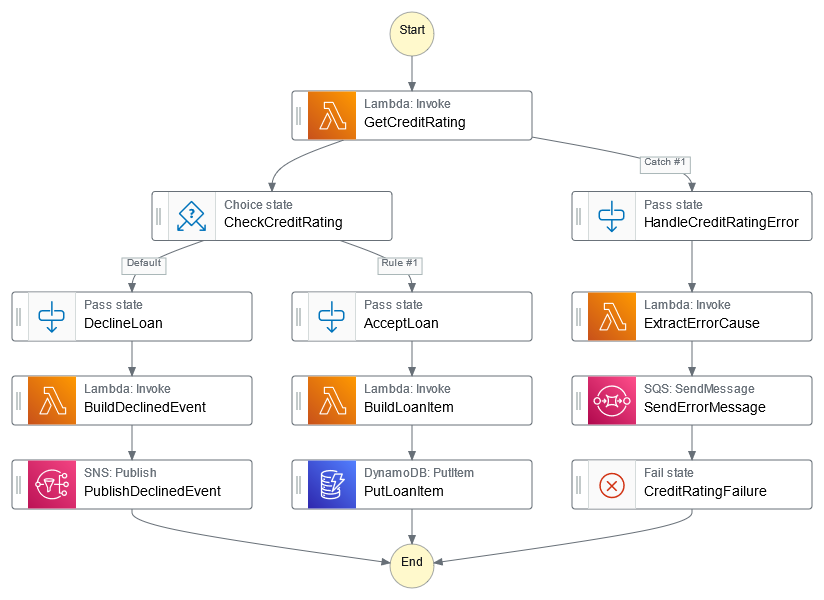 Start
Lambda: Invoke
GetCreditRating
Catch #1
Choice state
CheckCreditRating
Pass state
HandleCreditRatingError
Default
Rule #1
Pass state
DeclineLoan
Pass state
AcceptLoan
Lambda: Invoke
ExtractErrorCause
Lambda: Invoke
BuildDeclinedEvent
Lambda: Invoke
BuildLoanItem
SQS: SendMessage
SendErrorMessage
SNS: Publish
PublishDeclinedEvent
DynamoDB: PutItem
PutLoanItem
Fail state
CreditRatingFailure
End